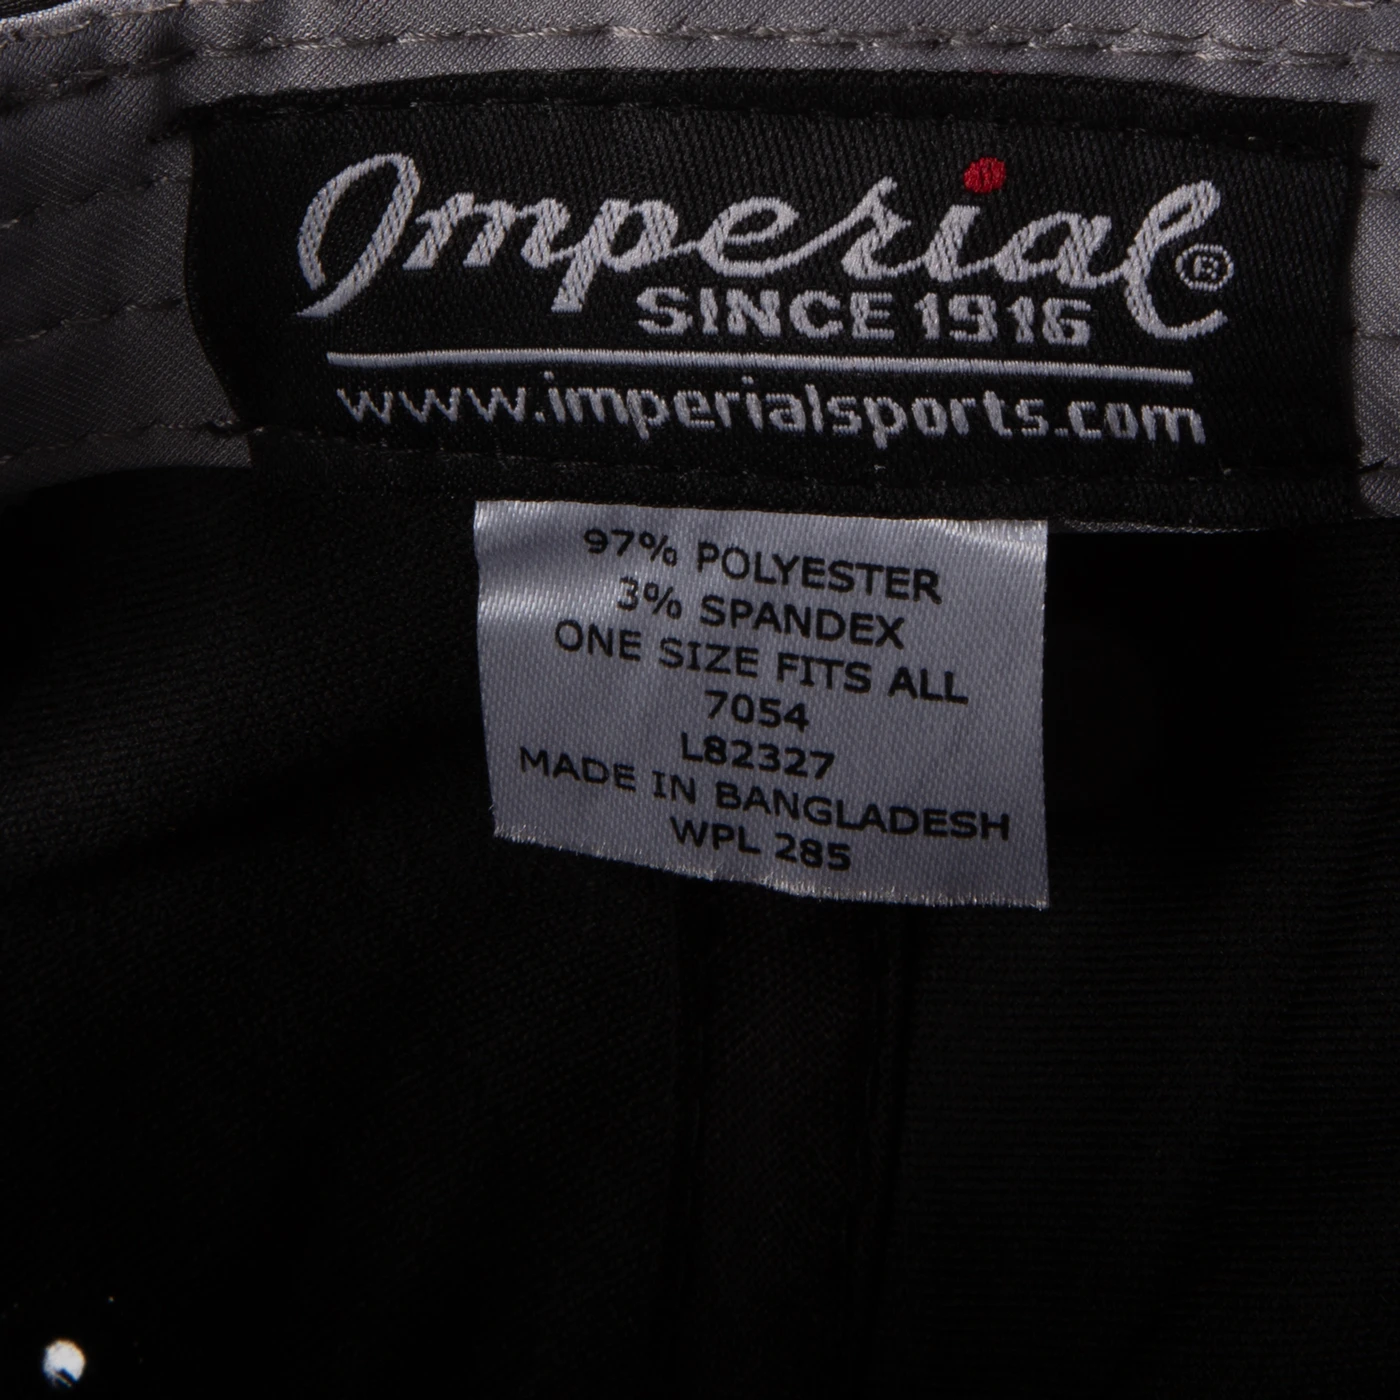 Imperial®
SINCE 1916
www.imperialsports.com
97% POLYESTER
3% SPANDEX
ONE SIZE FITS ALL
7054
L82327
MADE IN BANGLADESH
WPL 285